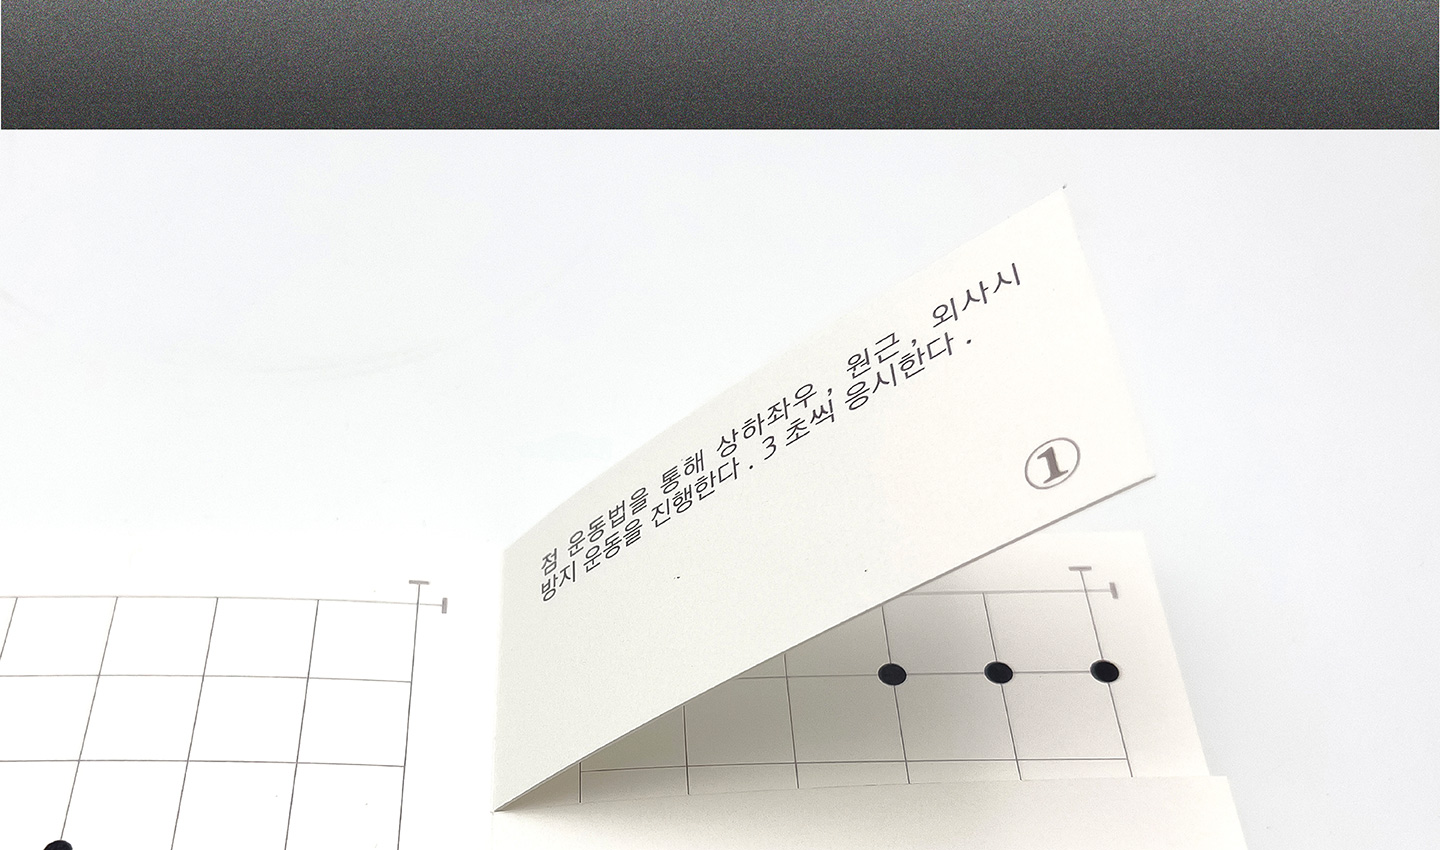 점 운동법을 통해 상하좌우, 원근, 외사시
방지 운동을 진행한다. 3 초씩 응시한다.
①